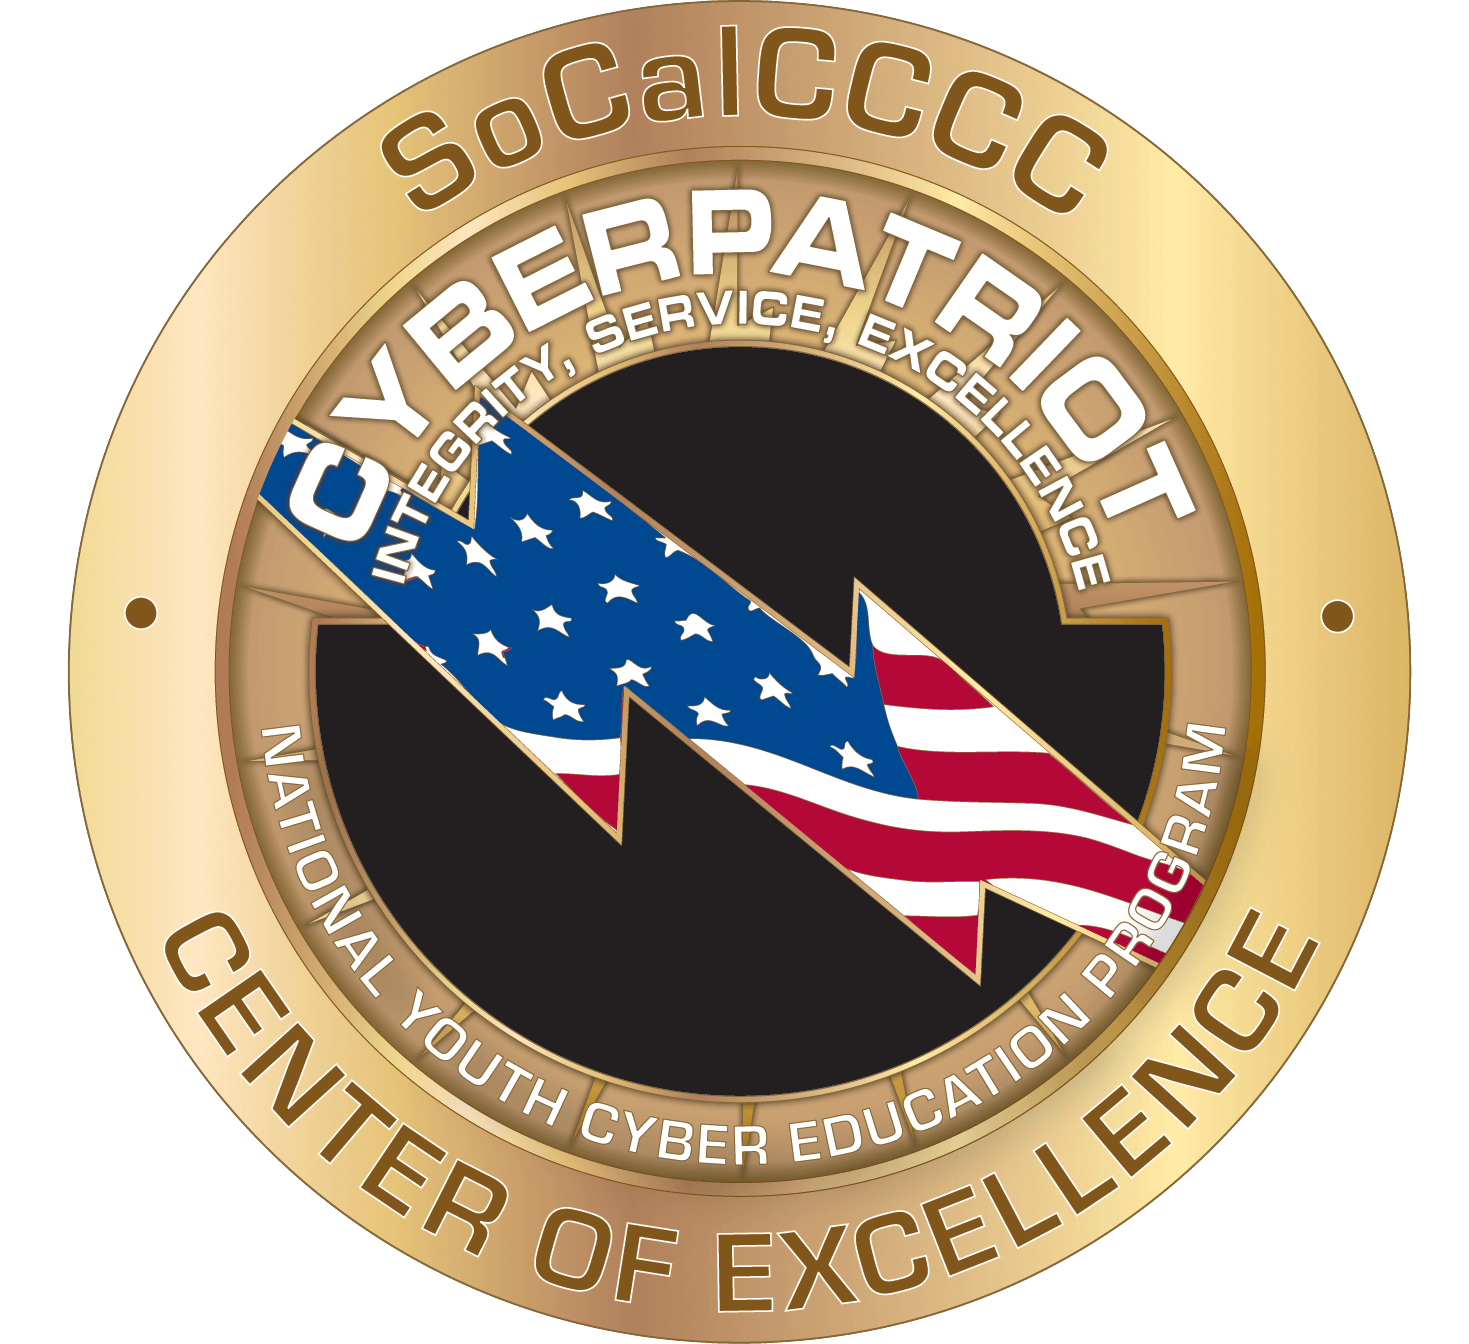 SoCalCCCC
CYBERPATRIOT
INTEGRITY, SERVICE, EXCELLENCE
NATIONAL YOUTH CYBER EDUCATION PROGRAM
CENTER OF EXCELLENCE